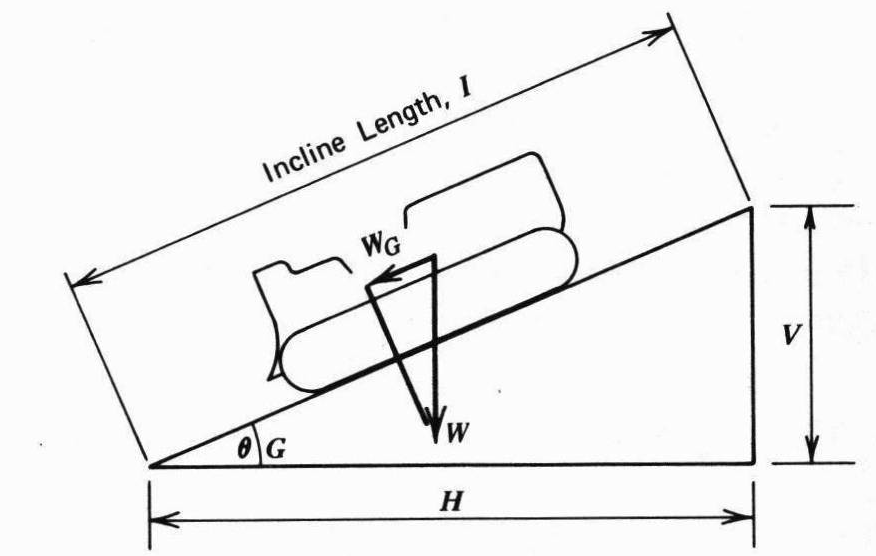 Incline Length, I
W_G
V
W
θ G
H